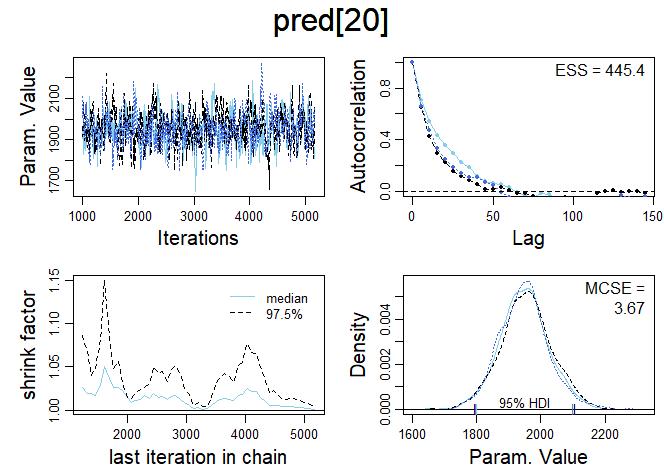 pred[20]
Param. Value
1700 1900 2100
1000 2000 3000 4000 5000
Iterations
Autocorrelation
0.0 0.4 0.8
ESS = 445.4
0 50 100 150
Lag
shrink factor
1.00 1.05 1.10 1.15
median
97.5%
2000 3000 4000 5000
last iteration in chain
Density
0.000 0.002 0.004
MCSE =
3.67
95% HDI
1600 1800 2000 2200
Param. Value